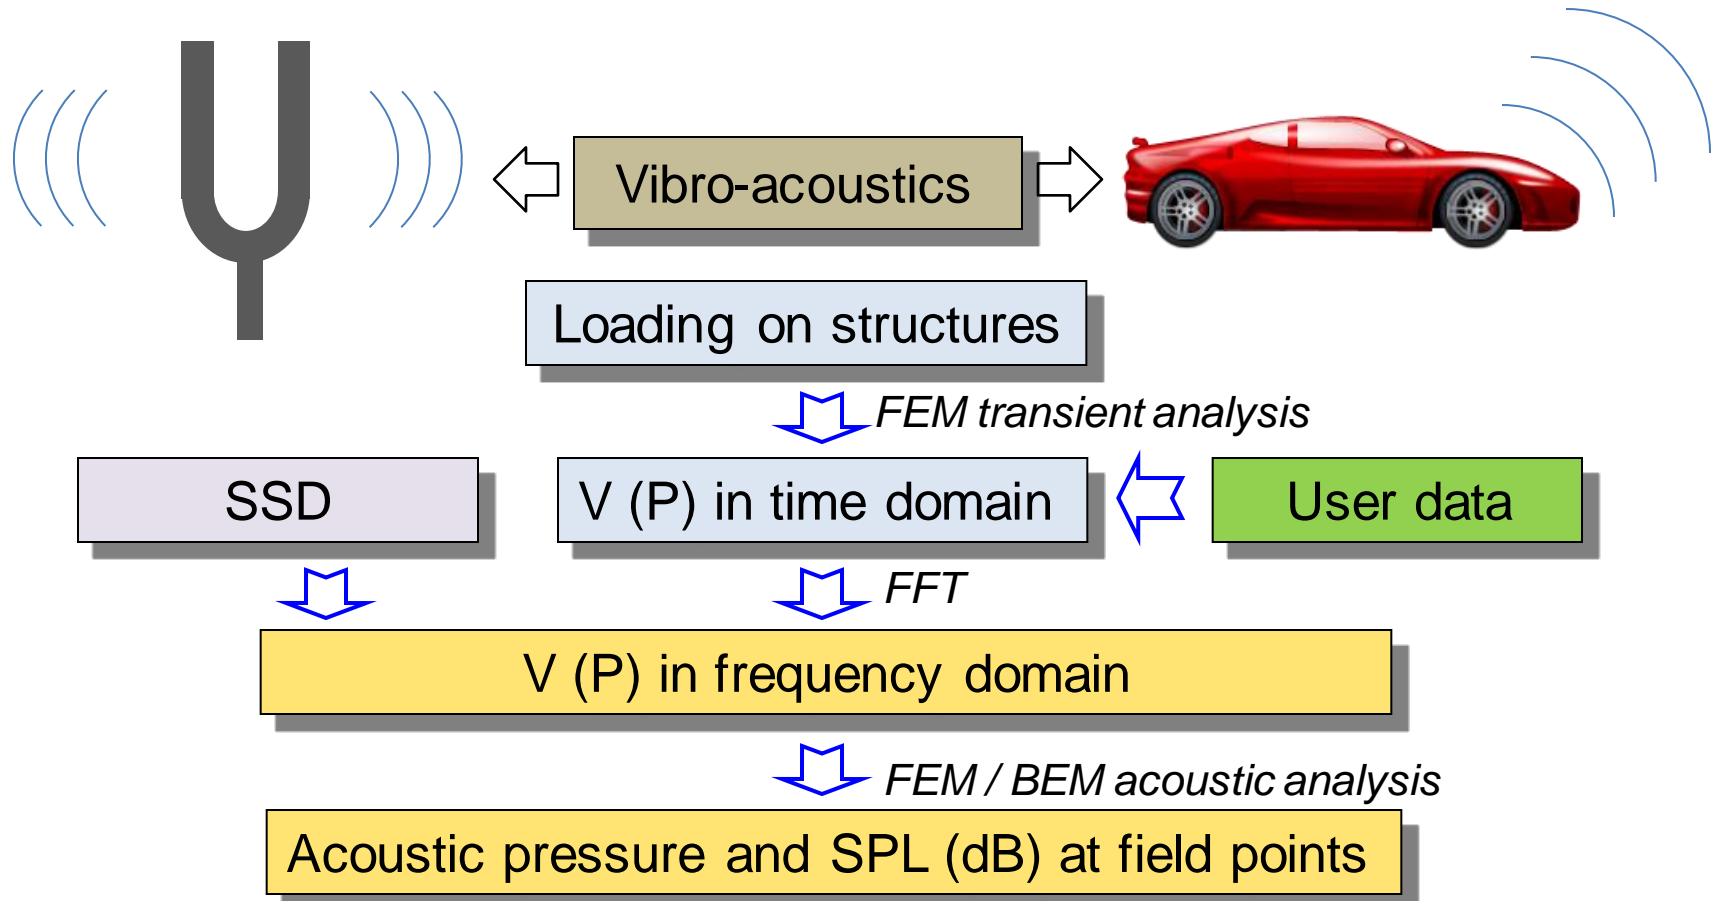 Vibro-acoustics
Loading on structures
FEM transient analysis
SSD
V (P) in time domain
User data
FFT
V (P) in frequency domain
FEM / BEM acoustic analysis
Acoustic pressure and SPL (dB) at field points